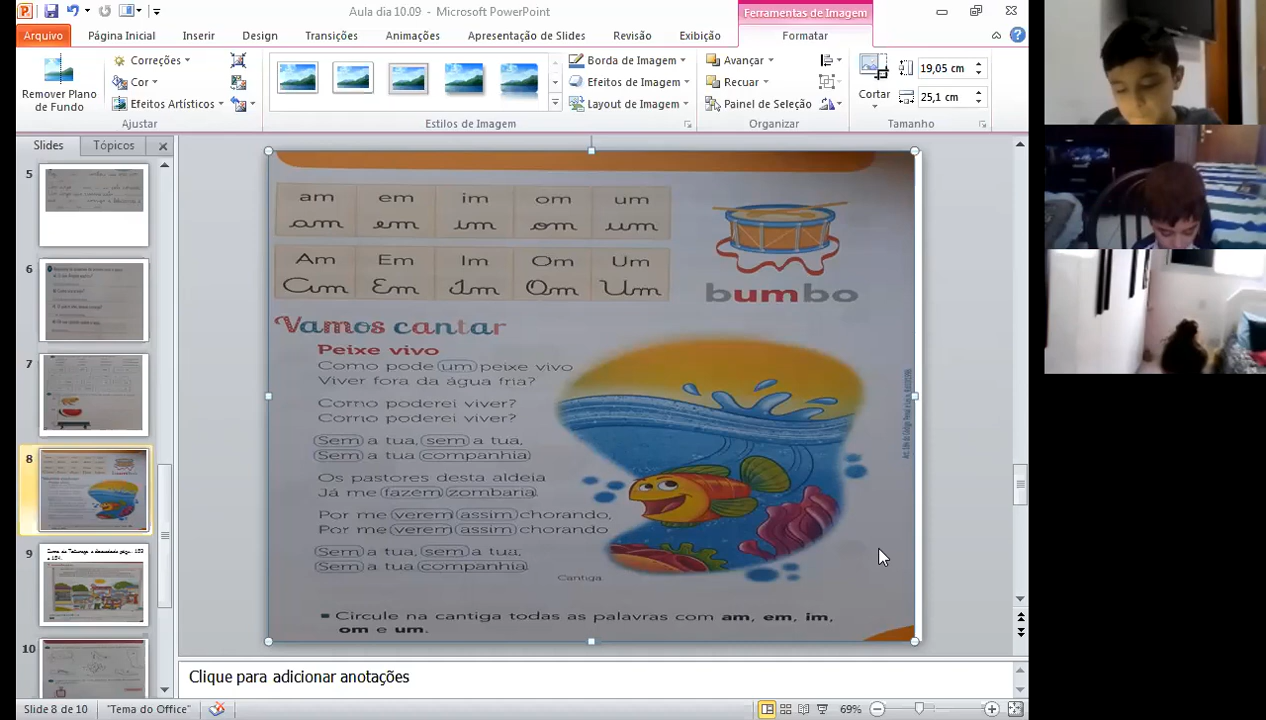 Aula dia 10.09 - Microsoft PowerPoint
Ferramentas de Imagem
Arquivo
Página Inicial
Inserir
Design
Transições
Animações
Apresentação de Slides
Revisão
Exibição
Formatar
Remover Plano
de Fundo
Correções
Cor
Efeitos Artísticos
Ajustar
Borda de Imagem
Efeitos de Imagem
Layout de Imagem
Estilos de Imagem
Avançar
Recuar
Painel de Seleção
Organizar
Cortar
19,05 cm
25,1 cm
Tamanho
Slides
Tópicos
5
6
7
8
9
10
am em im om um
am em im om um
Am Em Im Om Um
Am Em Im Om Um
bumbo
Vamos cantar
Peixe vivo
Como pode um peixe vivo
Viver fora da água fria?
Como poderei viver?
Como poderei viver?
Sem a tua, sem a tua,
Sem a tua companhia
Os pastores desta aldeia
Já me fazem zombaria
Por me verem assim chorando,
Por me verem assim chorando
Sem a tua, sem a tua,
Sem a tua companhia.
Cantiga.
Circule na cantiga todas as palavras com am, em, im,
om e um.
Clique para adicionar anotações
Slide 8 de 10
"Tema do Office"
69%